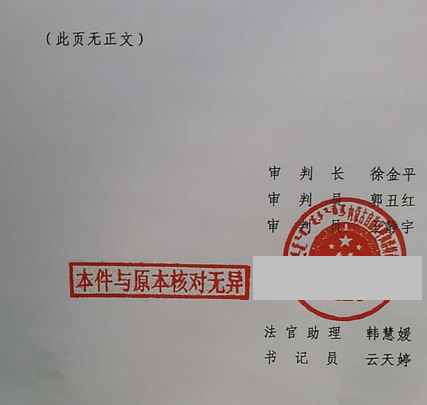 （此页无正文）
审 判 长 徐金平
审 判 员 郭丑红
审 判 员 宇
本件与原本核对无异
法官助理 韩慧媛
书 记 员 云天婷